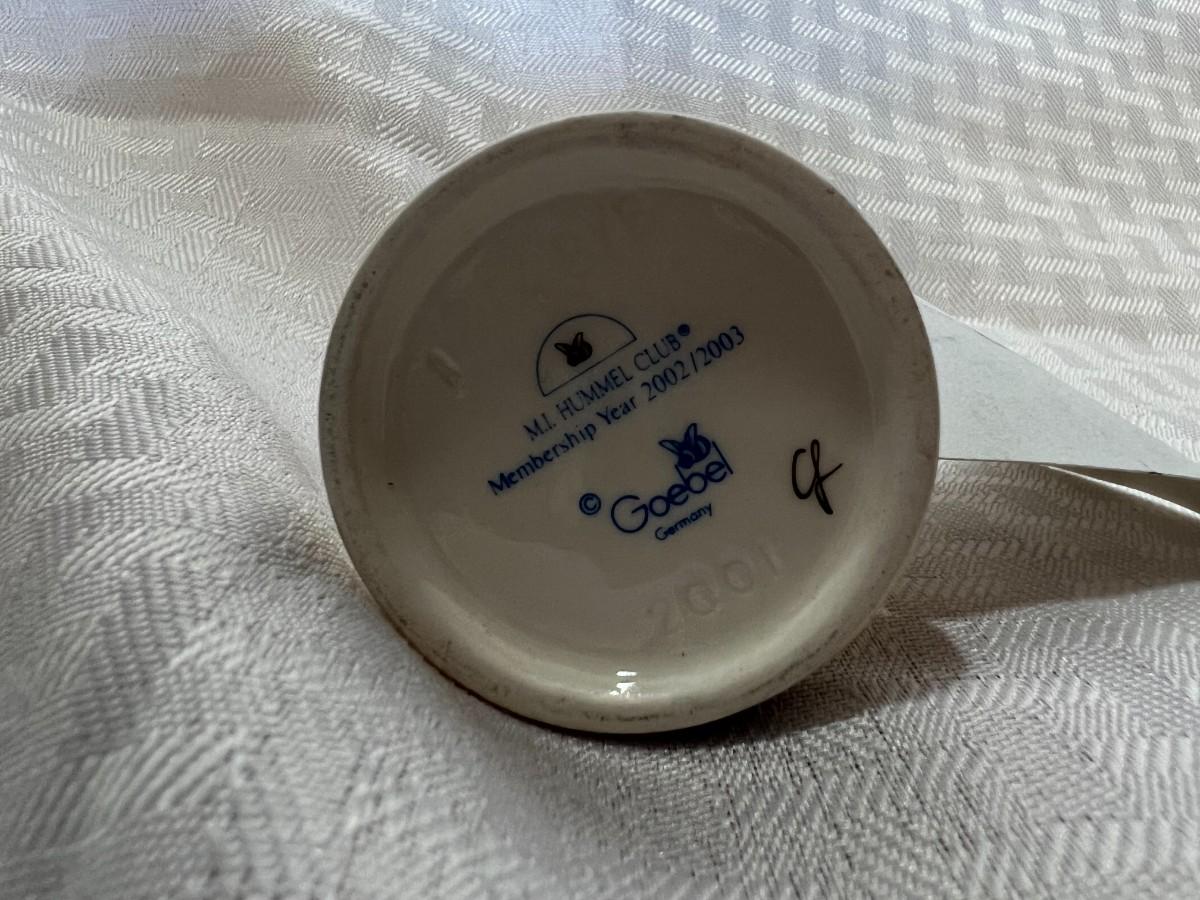 M.I. HUMMEL CLUB®
Membership Year 2002/2003
© Goebel
Germany
2001